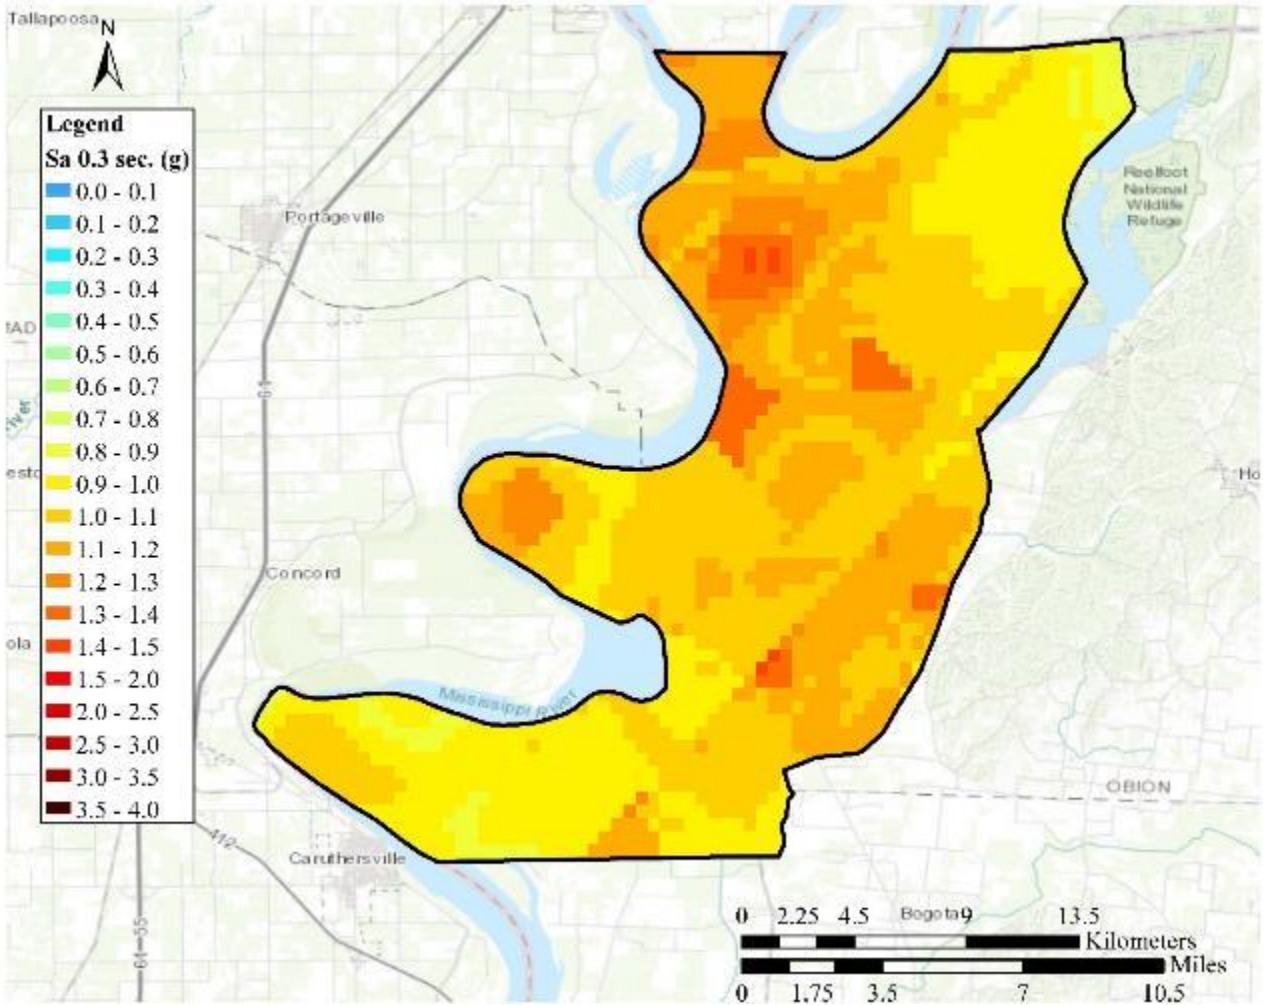 Tallapoosa
N
Legend
Sa 0.3 sec. (g)
0.0 - 0.1
0.1 - 0.2
0.2 - 0.3
0.3 - 0.4
0.4 - 0.5
0.5 - 0.6
0.6 - 0.7
0.7 - 0.8
0.8 - 0.9
0.9 - 1.0
1.0 - 1.1
1.1 - 1.2
1.2 - 1.3
1.3 - 1.4
1.4 - 1.5
1.5 - 2.0
2.0 - 2.5
2.5 - 3.0
3.0 - 3.5
3.5 - 4.0
Portageville
Reelfoot
National
Wildlife
Refuge
61
Ho
Concord
Mississippi River
OBION
412
Caruthersville
61-55
Bogota
0 2.25 4.5 9 13.5
Kilometers
Miles
0 1.75 3.5 7 10.5